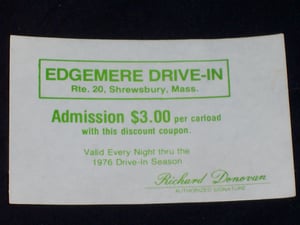 EDGEMERE DRIVE-IN
Rte. 20, Shrewsbury, Mass.
Admission $3.00 per carload
with this discount coupon.
Valid Every Night thru the
1976 Drive-In Season
Richard Donovan
AUTHORIZED SIGNATURE